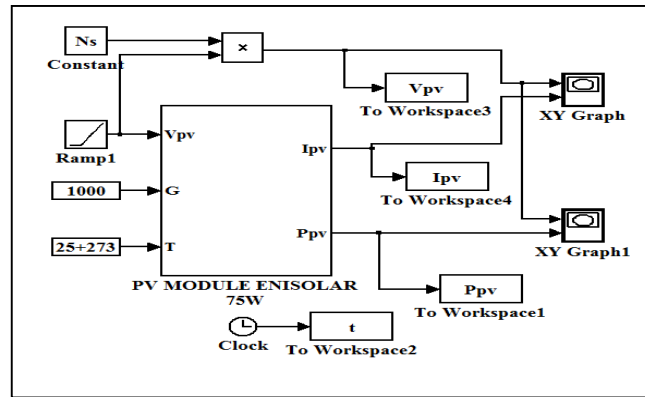 Ns
Constant
×
Vpv
To Workspace3
XY Graph
Ramp1
Vpv
Ipv
Ipv
To Workspace4
1000
G
Ppv
25+273
T
XY Graph1
PV MODULE ENISOLAR
75W
Ppv
To Workspace1
Clock
t
To Workspace2